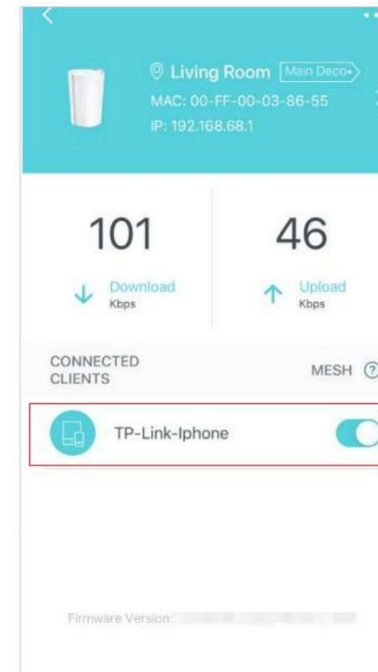 Living Room Main Deco
MAC: 00-FF-00-03-86-55
IP: 192.168.68.1
101 46
Download Upload
Kbps Kbps
CONNECTED
CLIENTS
MESH ?
TP-Link-Iphone
Firmware Version: